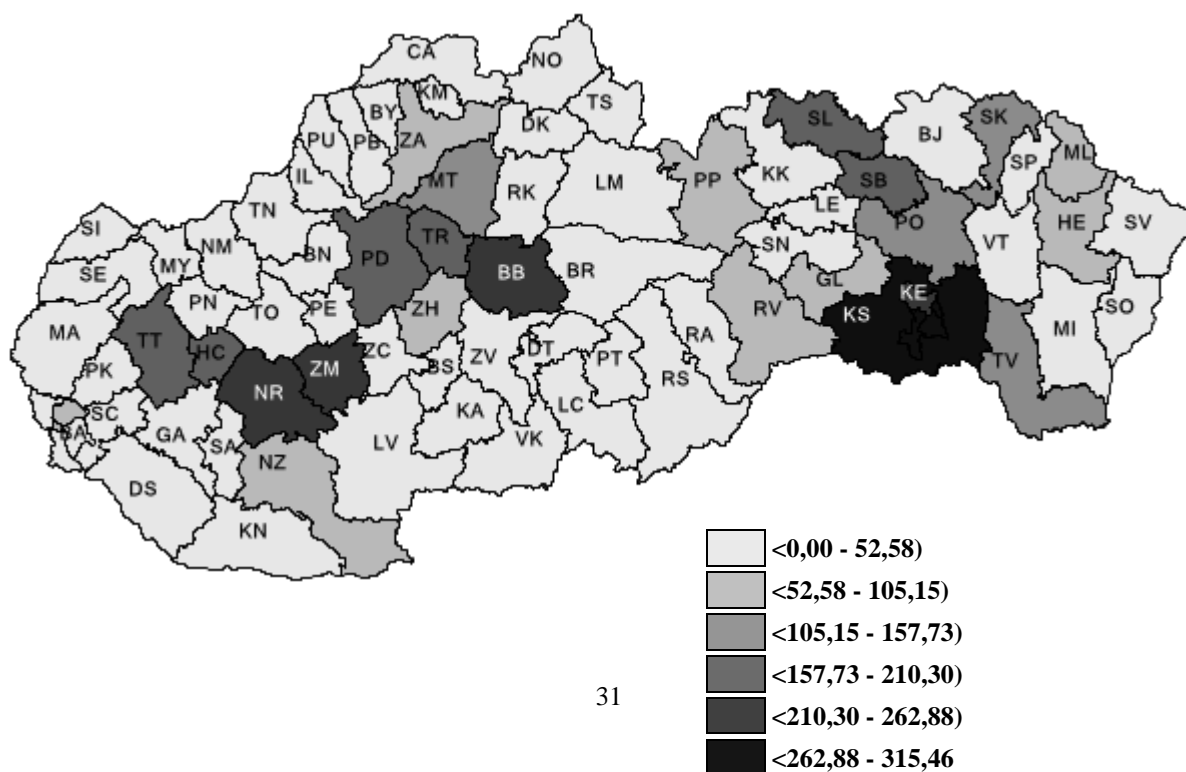 CA
NO
KM
TS
BY
PU
PB
ZA
DK
SL
BJ
SK
SP
ML
IL
MT
RK
LM
PP
KK
SB
LE
PO
HE
SV
TN
SI
NM
MY
BN
PD
TR
BB
BR
SN
VT
SE
PN
TO
PE
ZH
GL
KE
KS
RV
SO
MI
MA
TT
HC
ZM
ZC
BS
ZV
DT
PT
RA
TV
PK
NR
KA
LC
RS
SC
GA
SA
LV
VK
BA
NZ
DS
KN
<0,00 - 52,58)
<52,58 - 105,15)
<105,15 - 157,73)
<157,73 - 210,30)
31
<210,30 - 262,88)
<262,88 - 315,46